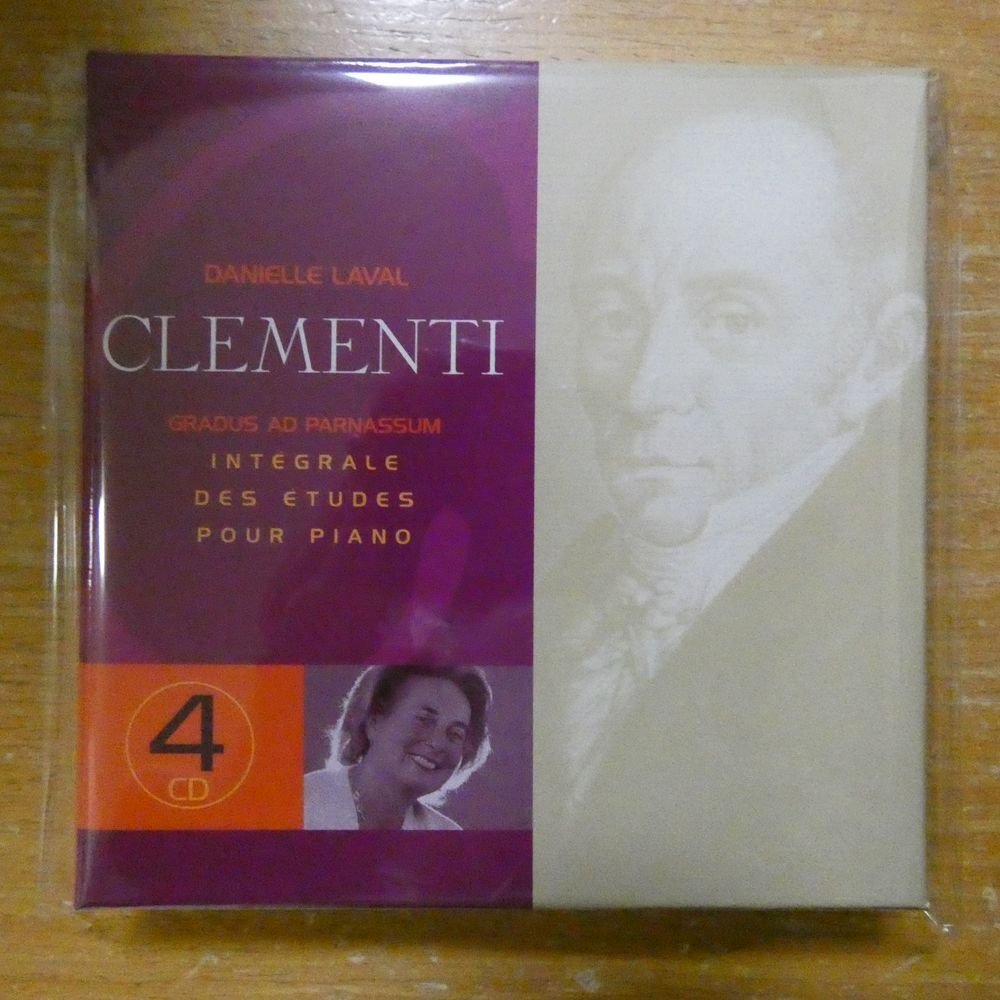 DANIELLE LAVAL
CLEMENTI
GRADUS AD PARNASSUM
INTEGRALE
DES ETUDES
POUR PIANO
4
CD